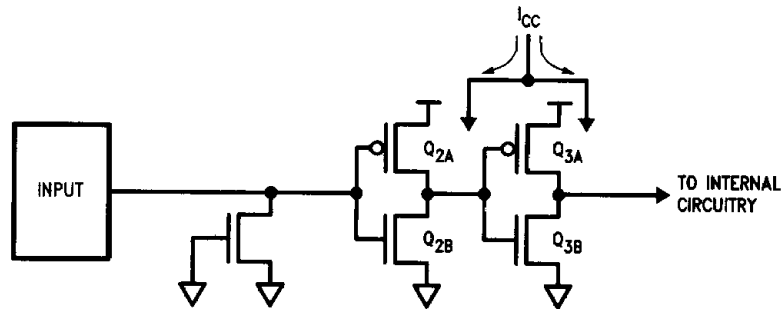 I_CC
Q_2A
Q_3A
INPUT
TO INTERNAL
CIRCUITRY
Q_2B
Q_3B